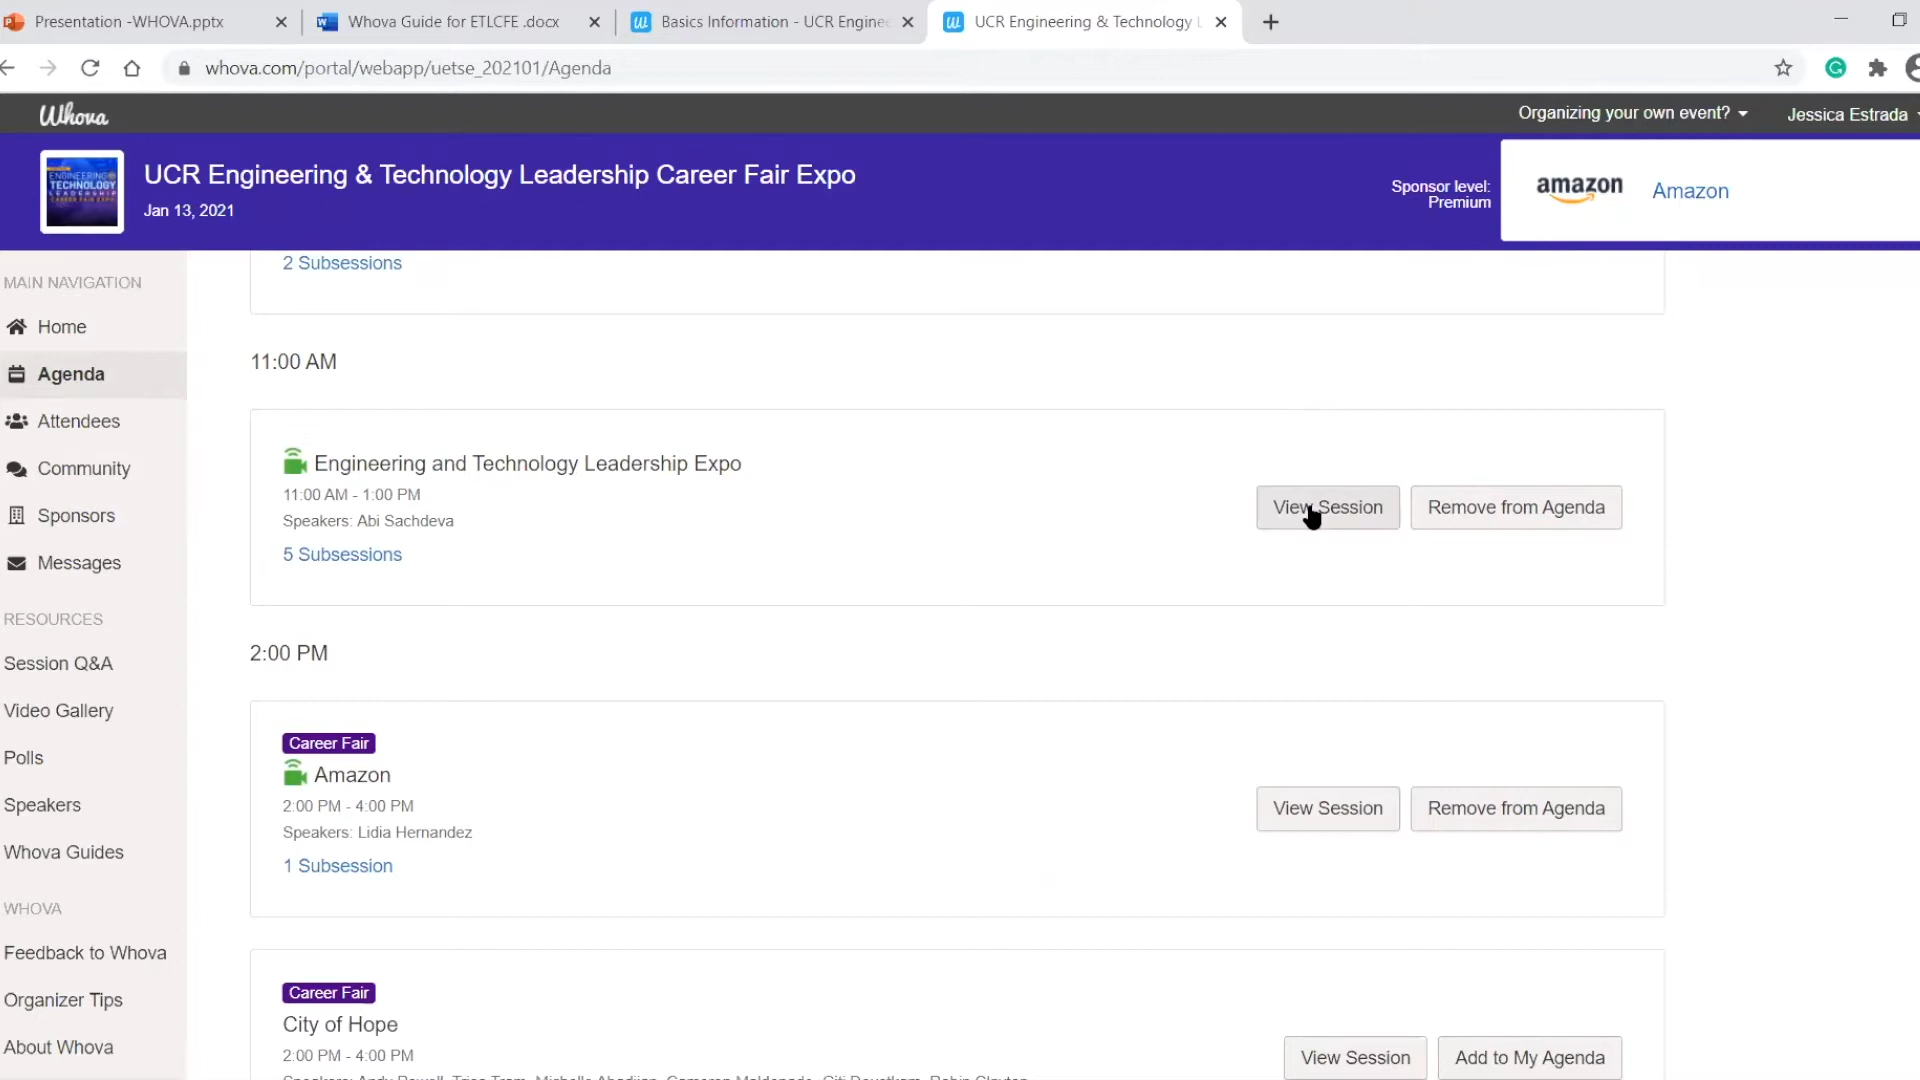 Presentation -WHOVA.pptx
Whova Guide for ETLCFE .docx
Basics Information - UCR Enginee
UCR Engineering & Technology L
whova.com/portal/webapp/uetse_202101/Agenda
Whova
Organizing your own event?
Jessica Estrada
ENGINEERING &
TECHNOLOGY
LEADERSHIP
CAREER FAIR EXPO
UCR Engineering & Technology Leadership Career Fair Expo
Jan 13, 2021
Sponsor level:
Premium
amazon
Amazon
MAIN NAVIGATION
Home
Agenda
Attendees
Community
Sponsors
Messages
RESOURCES
Session Q&A
Video Gallery
Polls
Speakers
Whova Guides
WHOVA
Feedback to Whova
Organizer Tips
About Whova
2 Subsessions
11:00 AM
Engineering and Technology Leadership Expo
11:00 AM - 1:00 PM
Speakers: Abi Sachdeva
5 Subsessions
View Session
Remove from Agenda
2:00 PM
Career Fair
Amazon
2:00 PM - 4:00 PM
Speakers: Lidia Hernandez
1 Subsession
View Session
Remove from Agenda
Career Fair
City of Hope
2:00 PM - 4:00 PM
View Session
Add to My Agenda